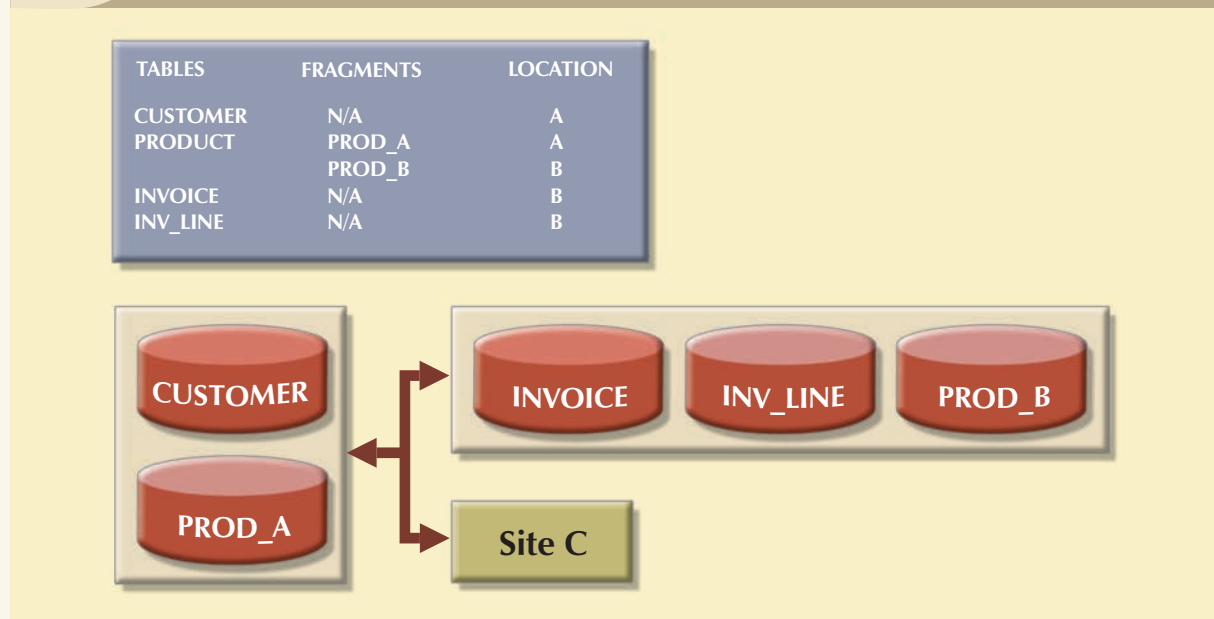 TABLES FRAGMENTS LOCATION
CUSTOMER N/A A
PRODUCT PROD_A A
PROD_B B
INVOICE N/A B
INV_LINE N/A B
CUSTOMER
PROD_A
INVOICE INV_LINE PROD_B
Site C